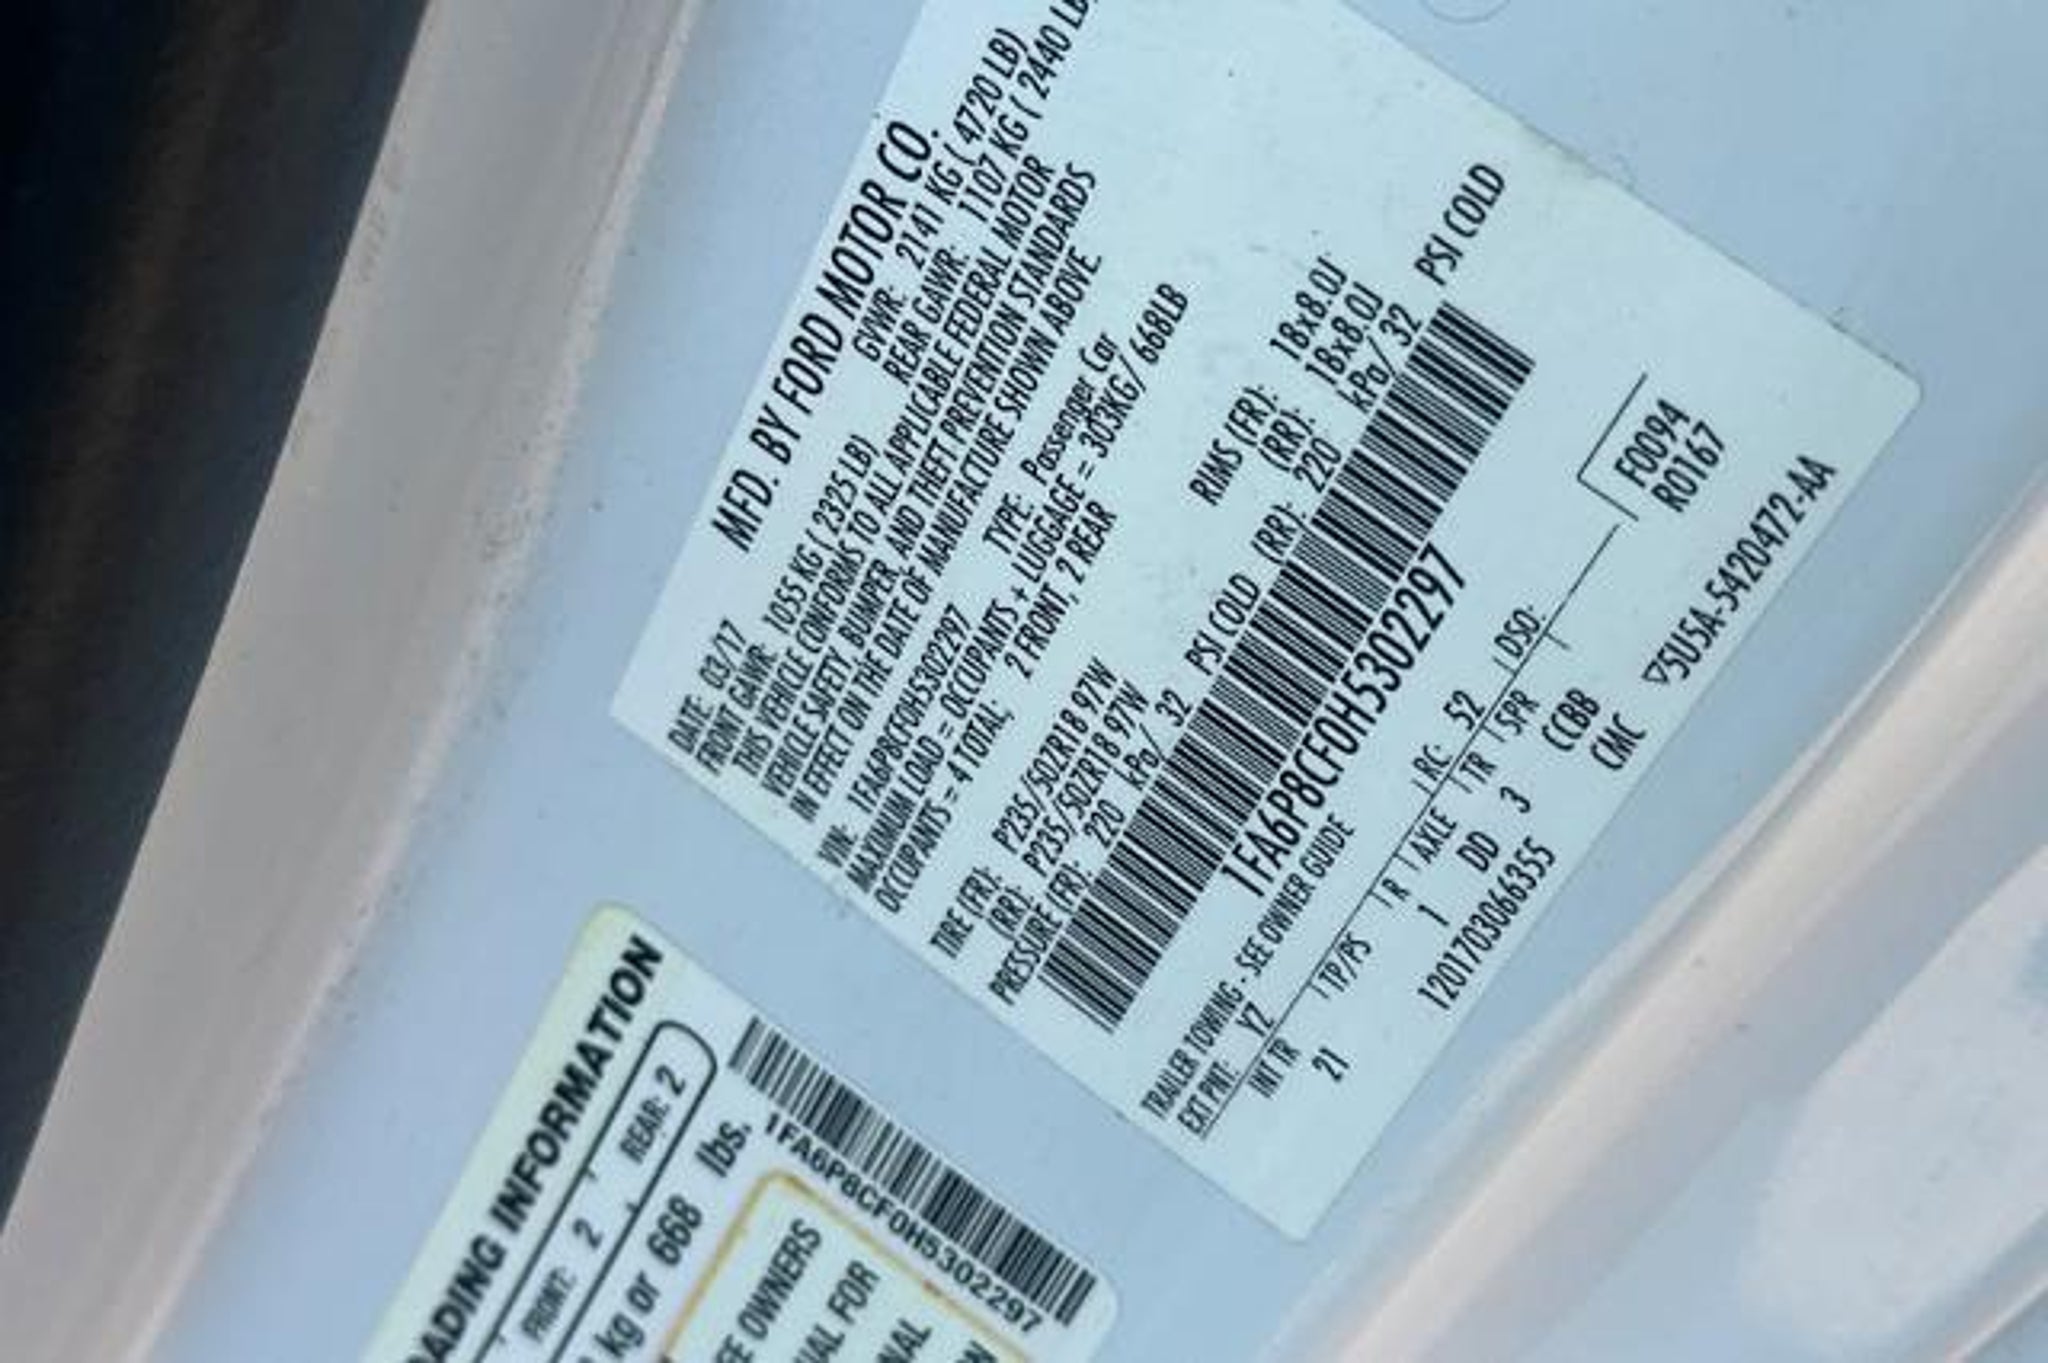 MFD. BY FORD MOTOR CO.
DATE: 03/17 GVWR: 2141 KG ( 4720 LB)
FRONT GAWR: 1055 KG ( 2325 LB) REAR GAWR: 1107 KG ( 2440 LB
THIS VEHICLE CONFORMS TO ALL APPLICABLE FEDERAL MOTOR
VEHICLE SAFETY, BUMPER, AND THEFT PREVENTION STANDARDS
IN EFFECT ON THE DATE OF MANUFACTURE SHOWN ABOVE.
VIN: 1FA6P8CF0H5302297 TYPE: Passenger Car
MAXIMUM LOAD = OCCUPANTS + LUGGAGE = 303KG/ 668LB
OCCUPANTS = 4 TOTAL; 2 FRONT, 2 REAR
TIRE (FR): P235/50ZR18 97W RIMS (FR): 18x8.0J
(RR): P235/50ZR18 97W (RR): 18x8.0J
PRESSURE (FR): 220 kPa/ 32 PSI COLD (RR): 220 kPa/ 32 PSI COLD
1FA6P8CF0H5302297
TRAILER TOWING - SEE OWNER GUIDE
EXT PNT: YZ RC: 52 DSO:
INT TR TP/PS R AXLE TR SPR
21 1 DD 3 CCBB
F0094
R0167
1201703066355 CMC
▽5U5A-5420472-AA
OADING INFORMATION
FRONT: 2 REAR: 2
kg or 668 lbs.
1FA6P8CF0H5302297
EE OWNERS
UAL FOR
NAL
ON